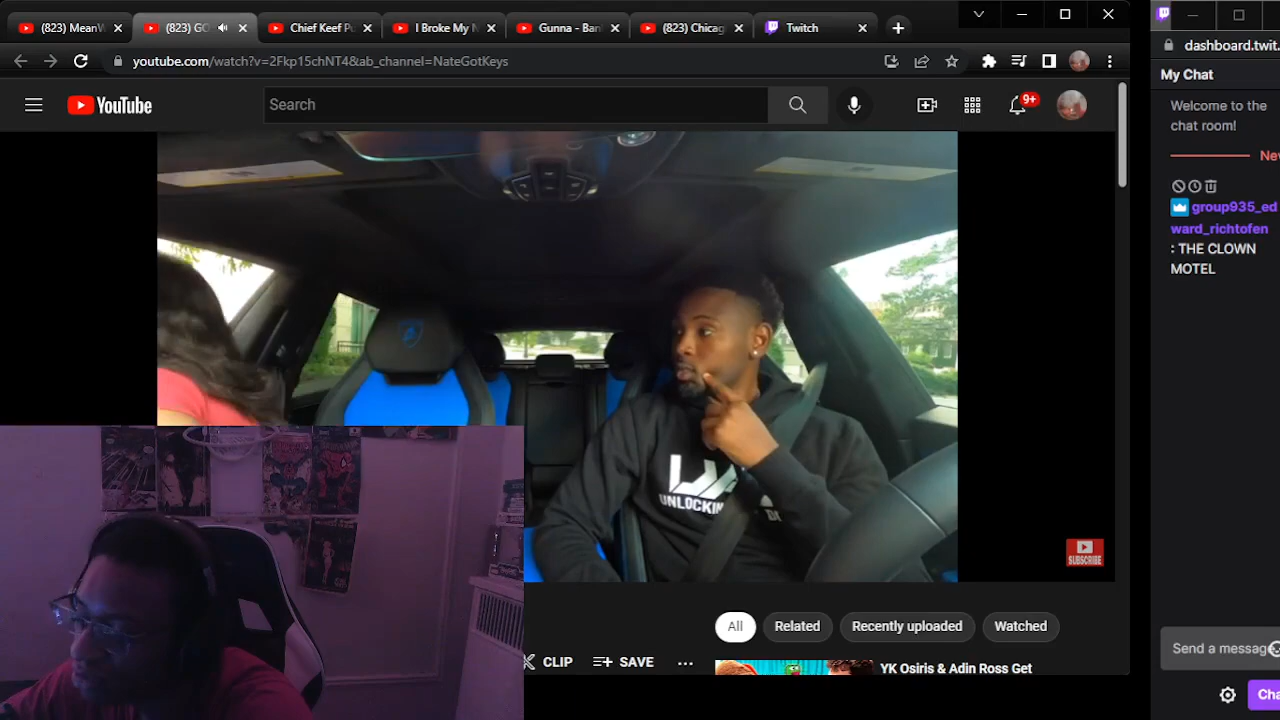 (823) MeanW
(823) GO
Chief Keef Pu
I Broke My N
Gunna - Ban
(823) Chicag
Twitch
youtube.com/watch?v=2Fkp15chNT4&ab_channel=NateGotKeys
YouTube
Search
9+
UNLOCKIN
SUBSCRIBE
All
Related
Recently uploaded
Watched
CLIP
SAVE
YK Osiris & Adin Ross Get
dashboard.twit.
My Chat
Welcome to the
chat room!
Nev
group935_ed
ward_richtofen
: THE CLOWN
MOTEL
Send a message
Cha